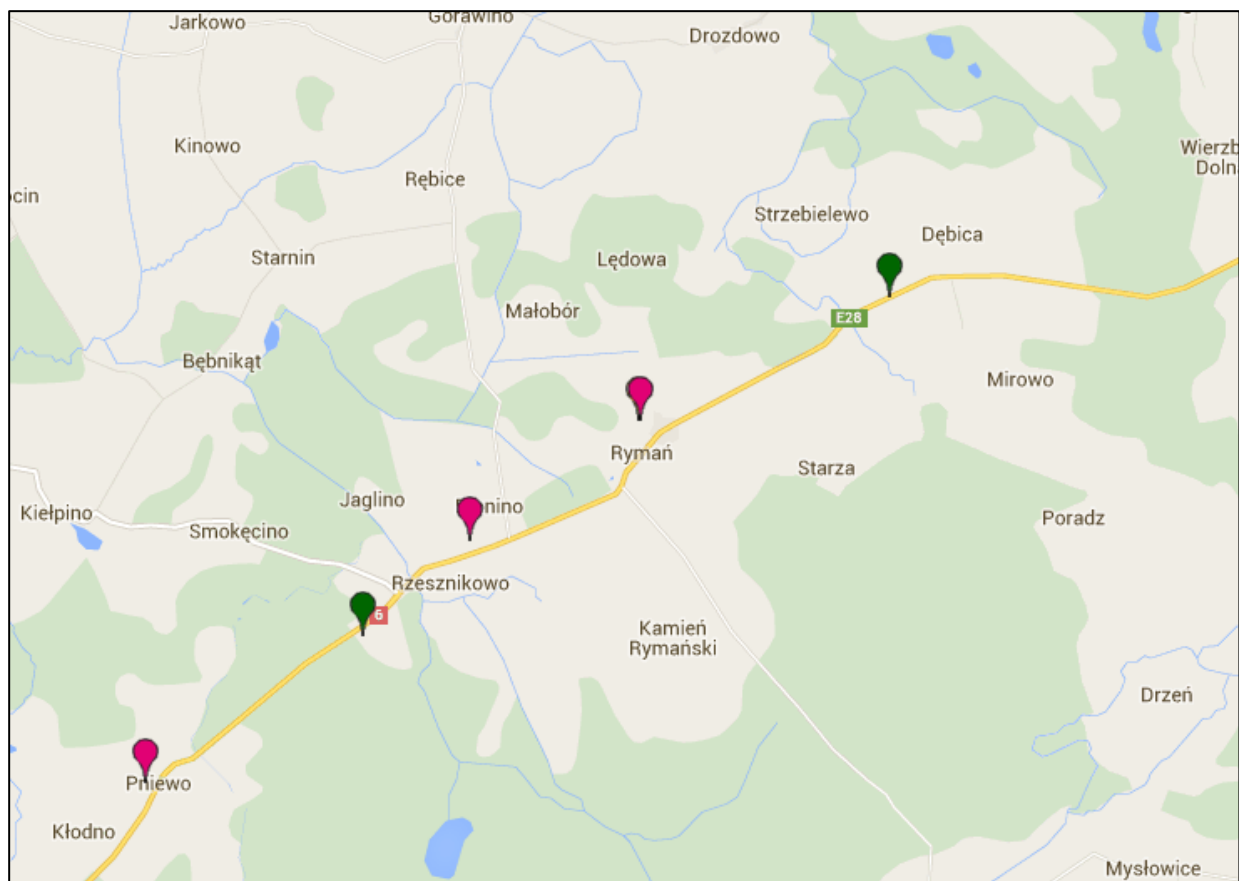 Gorawino
Jarkowo
Drozdowo
Kinowo
Wierzb
Dolna
Rębice
ocin
Strzebielewo
Dębica
Starnin
Lędowa
Małobór
E28
Bębnikąt
Mirowo
Rymań
Starza
Jaglino
nino
Kiełpino
Poradz
Smokęcino
Rzesznikowo
6
Kamień
Rymański
Drzeń
Pniewo
Kłodno
Mysłowice